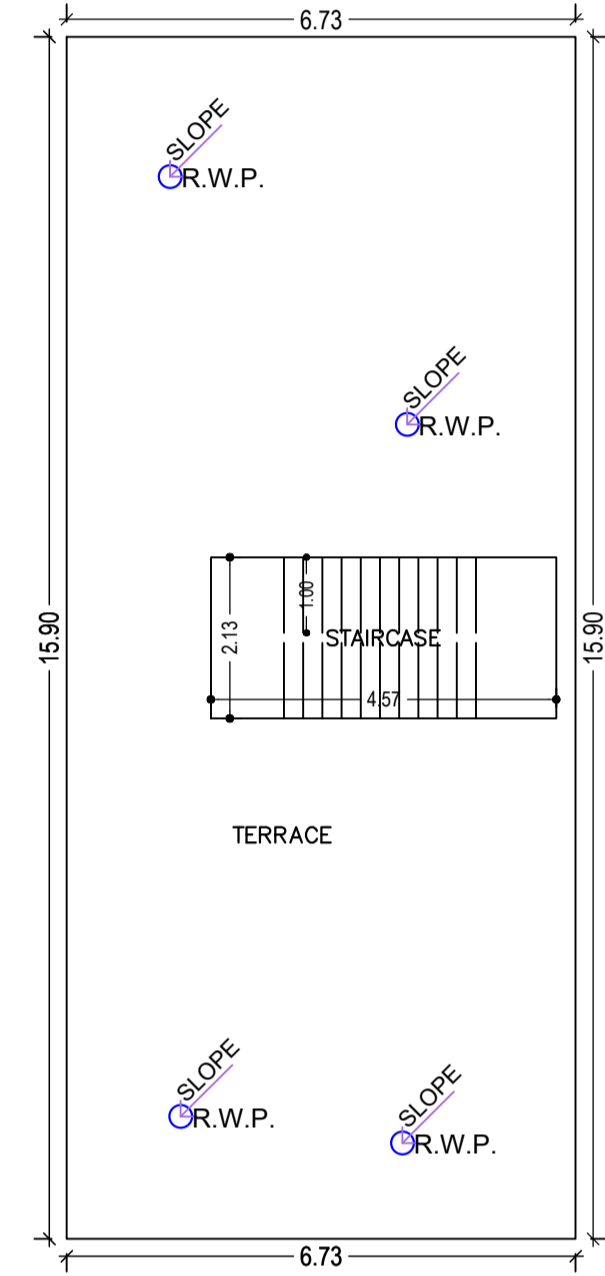 6.73
SLOPE
R.W.P.
SLOPE
R.W.P.
15.90
15.90
1.00
2.13
STAIRCASE
4.57
TERRACE
SLOPE
R.W.P.
SLOPE
R.W.P.
6.73